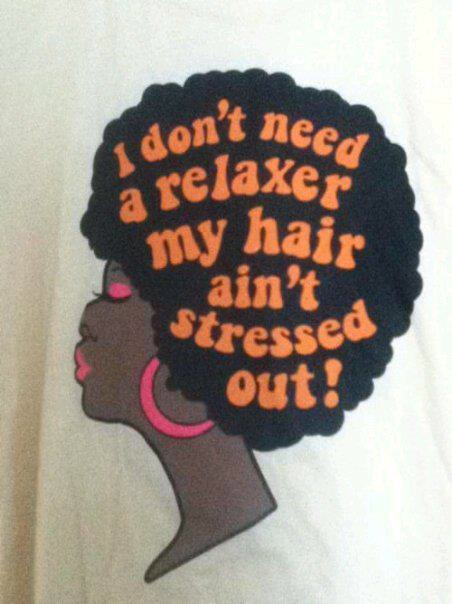 I don't need
a relaxer
my hair
ain't
stressed
out!